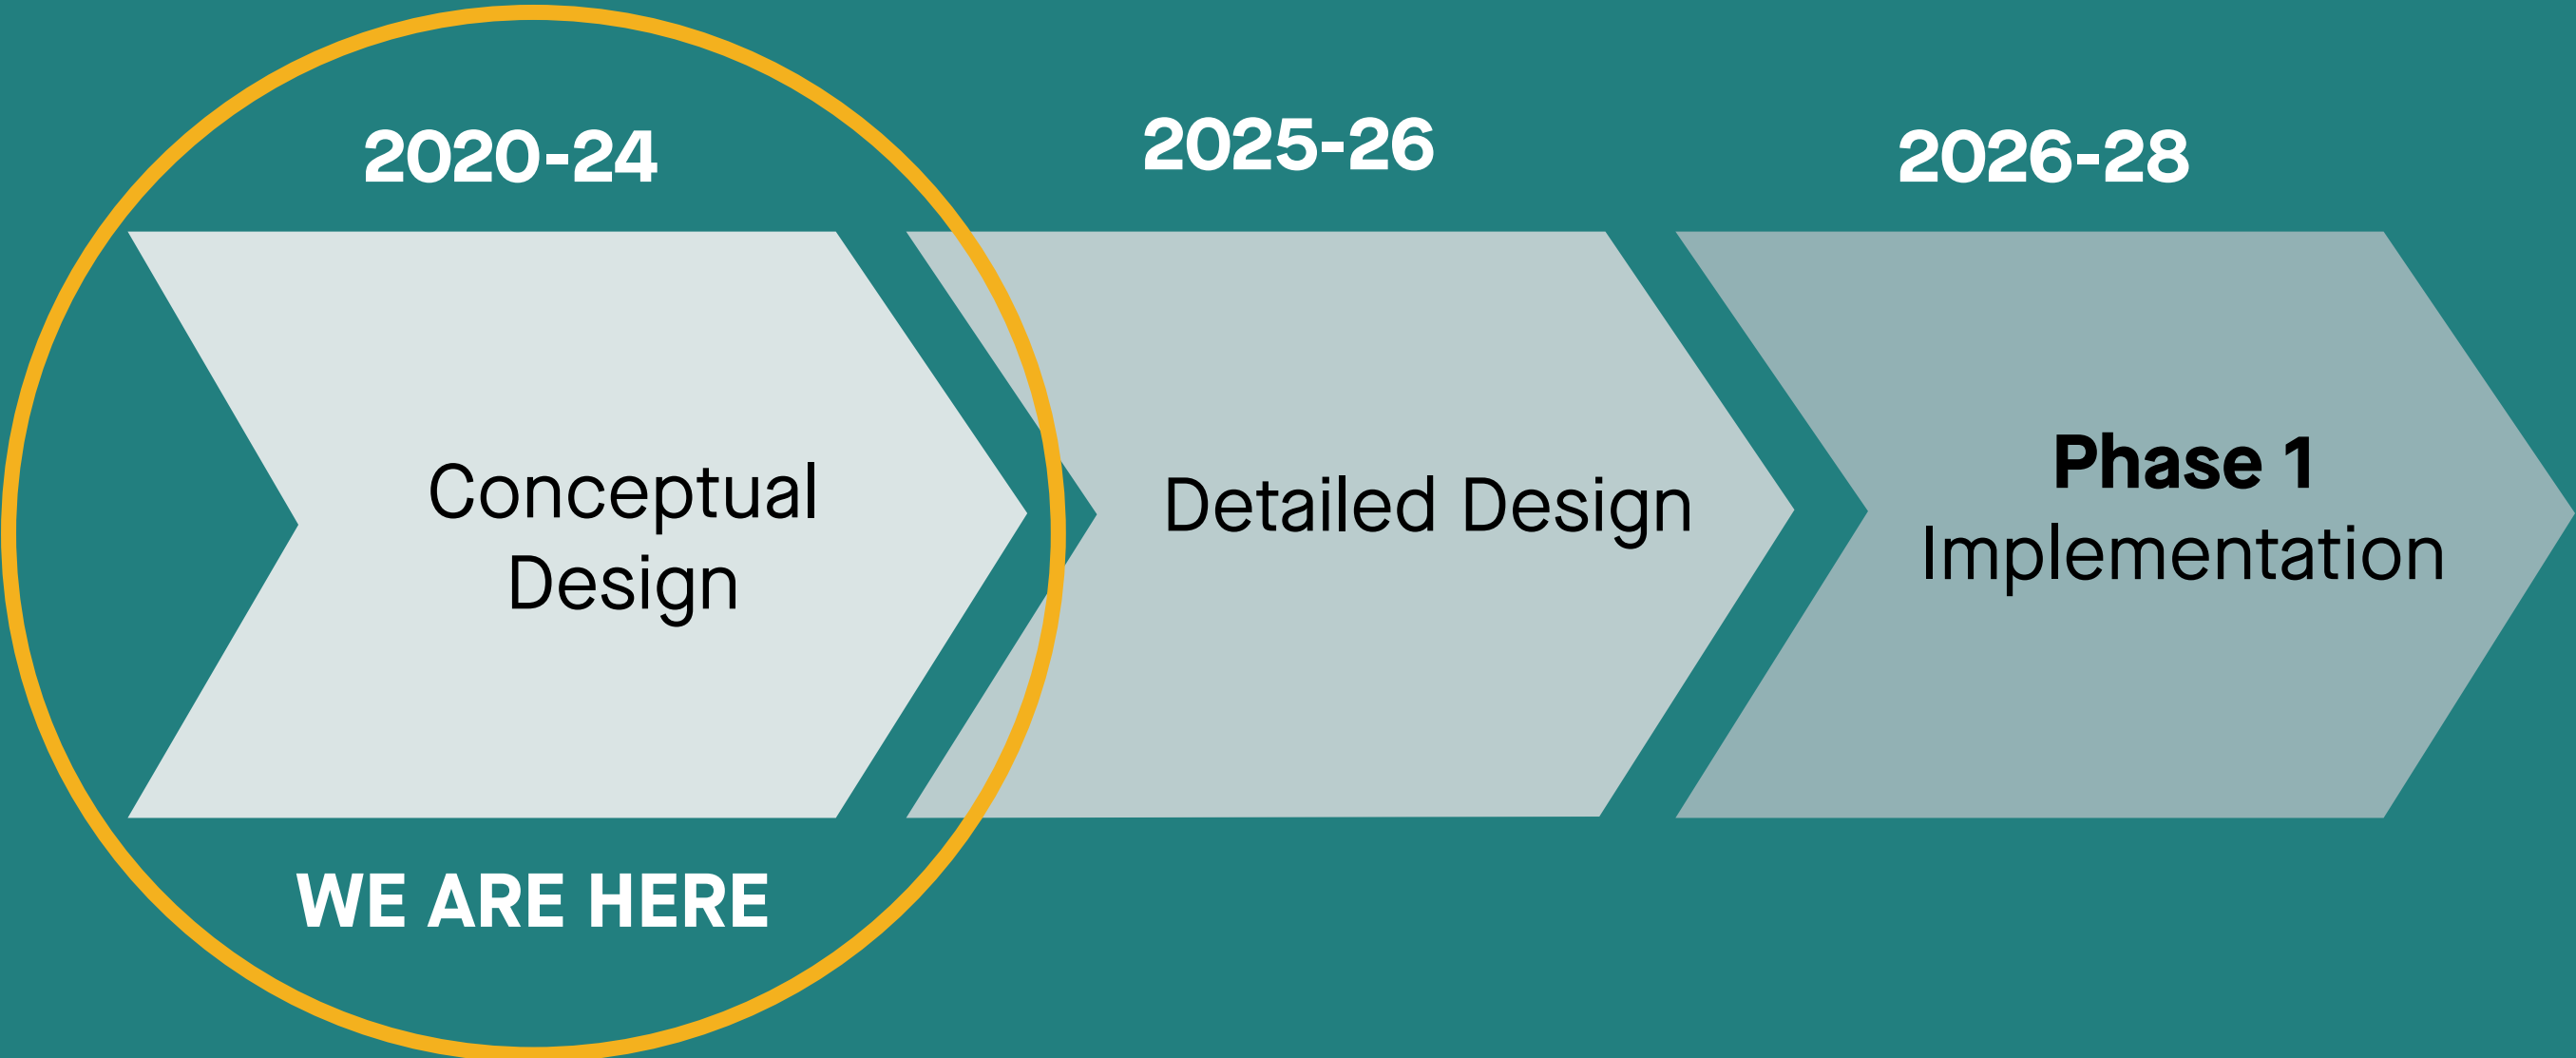 2020-24
Conceptual
Design
WE ARE HERE
2025-26
Detailed Design
2026-28
Phase 1
Implementation